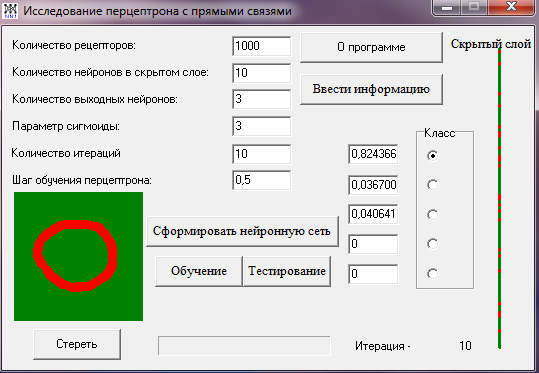 Исследование перцептрона с прямыми связями
Количество рецепторов: 1000
О программе
Скрытый слой
Количество нейронов в скрытом слое: 10
Ввести информацию
Количество выходных нейронов: 3
Параметр сигмоиды: 3
Класс
Количество итераций 10
0,824366
Шаг обучения перцептрона: 0,5
0,036700
0,040641
Сформировать нейронную сеть
0
Обучение Тестирование
0
Стереть
Итерация - 10